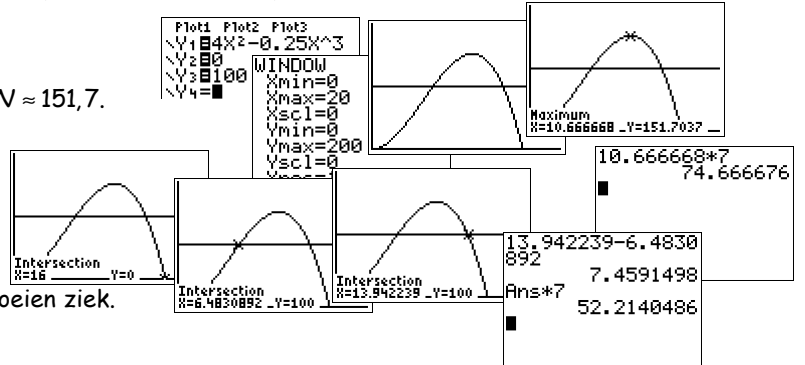 V ≈ 151,7.
oeien ziek.
Plot1 Plot2 Plot3
\Y1=4X²-0.25X^3
\Y2=0
\Y3=100
\Y4=
WINDOW
Xmin=0
Xmax=20
Xscl=0
Ymin=0
Ymax=200
Yscl=0
Maximum
X=10.666668 Y=151.7037
Intersection
X=16 Y=0
Intersection
X=6.4830892 Y=100
Intersection
X=13.942239 Y=100
10.666668*7
74.666676
13.942239-6.4830
892
7.4591498
Ans*7
52.2140486